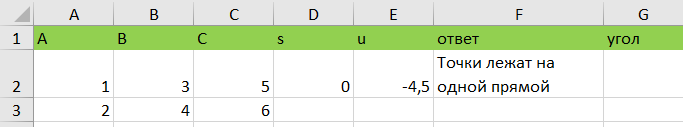 A B C D E F G
1 A B C s u ответ угол
Точки лежат на
2 1 3 5 0 -4,5 одной прямой
3 2 4 6